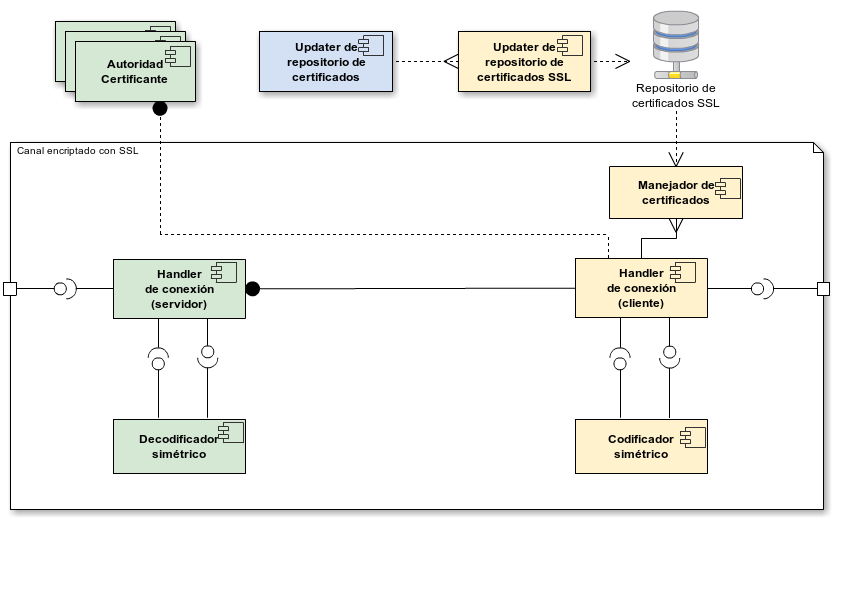 Autoridad
Certificante
Updater de
repositorio de
certificados
Updater de
repositorio de
certificados SSL
Repositorio de
certificados SSL
Canal encriptado con SSL
Manejador de
certificados
Handler
de conexión
(servidor)
Handler
de conexión
(cliente)
Decodificador
simétrico
Codificador
simétrico